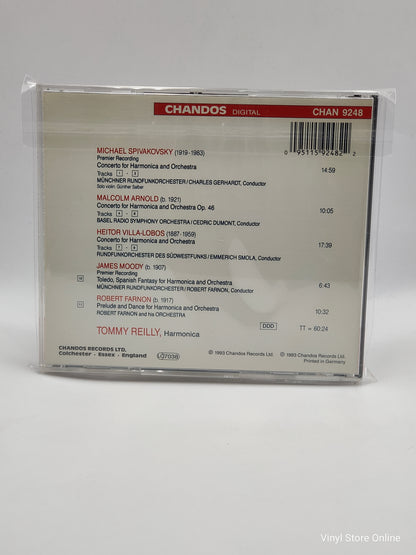 CHANDOS DIGITAL CHAN 9248
MICHAEL SPIVAKOVSKY (1919-1983)
Premier Recording
Concerto for Harmonica and Orchestra
Tracks 1 - 3 14:59
MÜNCHNER RUNDFUNKORCHESTER / CHARLES GERHARDT, Conductor
Solo violin: Günther Salber
0 95115 92482 2
MALCOLM ARNOLD (b. 1921)
Concerto for Harmonica and Orchestra Op. 46
Tracks 4 - 6 10:05
BASEL RADIO SYMPHONY ORCHESTRA / CEDRIC DUMONT, Conductor
HEITOR VILLA-LOBOS (1887-1959)
Concerto for Harmonica and Orchestra
Tracks 7 - 9 17:39
RUNDFUNKORCHESTER DES SÜDWESTFUNKS / EMMERICH SMOLA, Conductor
JAMES MOODY (b. 1907)
Premier Recording
10 Toledo, Spanish Fantasy for Harmonica and Orchestra
MÜNCHNER RUNDFUNKORCHESTER / ROBERT FARNON, Conductor 6:43
ROBERT FARNON (b. 1917)
11 Prelude and Dance for Harmonica and Orchestra 10:32
ROBERT FARNON and his ORCHESTRA
TOMMY REILLY, Harmonica DDD TT = 60:24
CHANDOS RECORDS LTD.
Colchester - Essex - England
LC 7038
℗ 1993 Chandos Records Ltd. © 1993 Chandos Records Ltd.
Printed in Germany
Vinyl Store Online